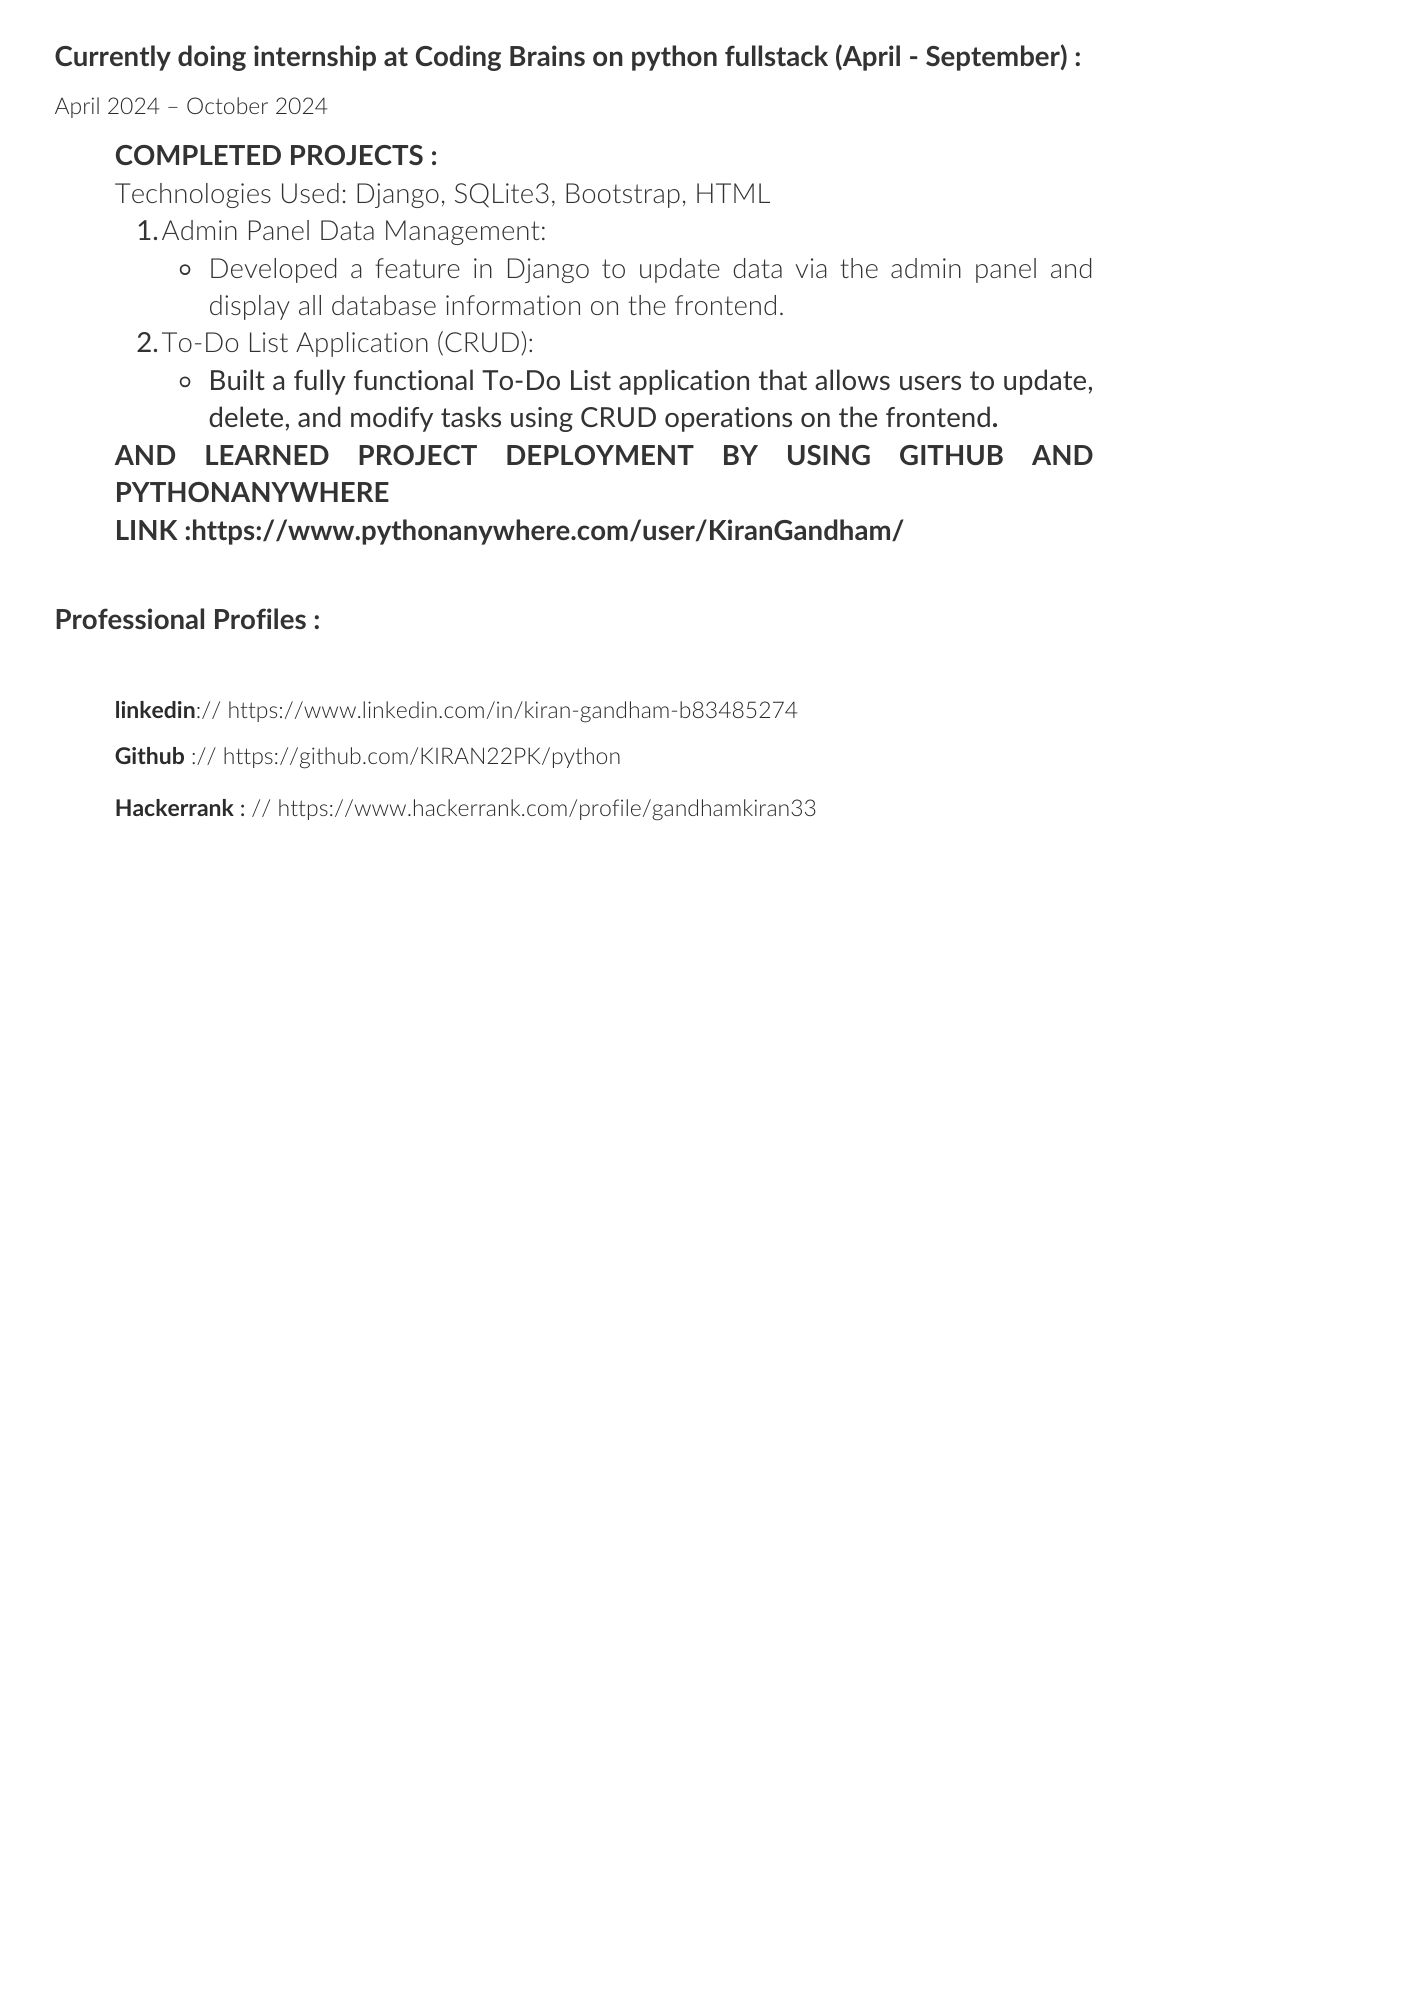 Currently doing internship at Coding Brains on python fullstack (April - September) :
April 2024 – October 2024
COMPLETED PROJECTS :
Technologies Used: Django, SQLite3, Bootstrap, HTML
1. Admin Panel Data Management:
∘ Developed a feature in Django to update data via the admin panel and
display all database information on the frontend.
2. To-Do List Application (CRUD):
∘ Built a fully functional To-Do List application that allows users to update,
delete, and modify tasks using CRUD operations on the frontend.
AND LEARNED PROJECT DEPLOYMENT BY USING GITHUB AND
PYTHONANYWHERE
LINK :https://www.pythonanywhere.com/user/KiranGandham/
Professional Profiles :
linkedin:// https://www.linkedin.com/in/kiran-gandham-b83485274
Github :// https://github.com/KIRAN22PK/python
Hackerrank : // https://www.hackerrank.com/profile/gandhamkiran33